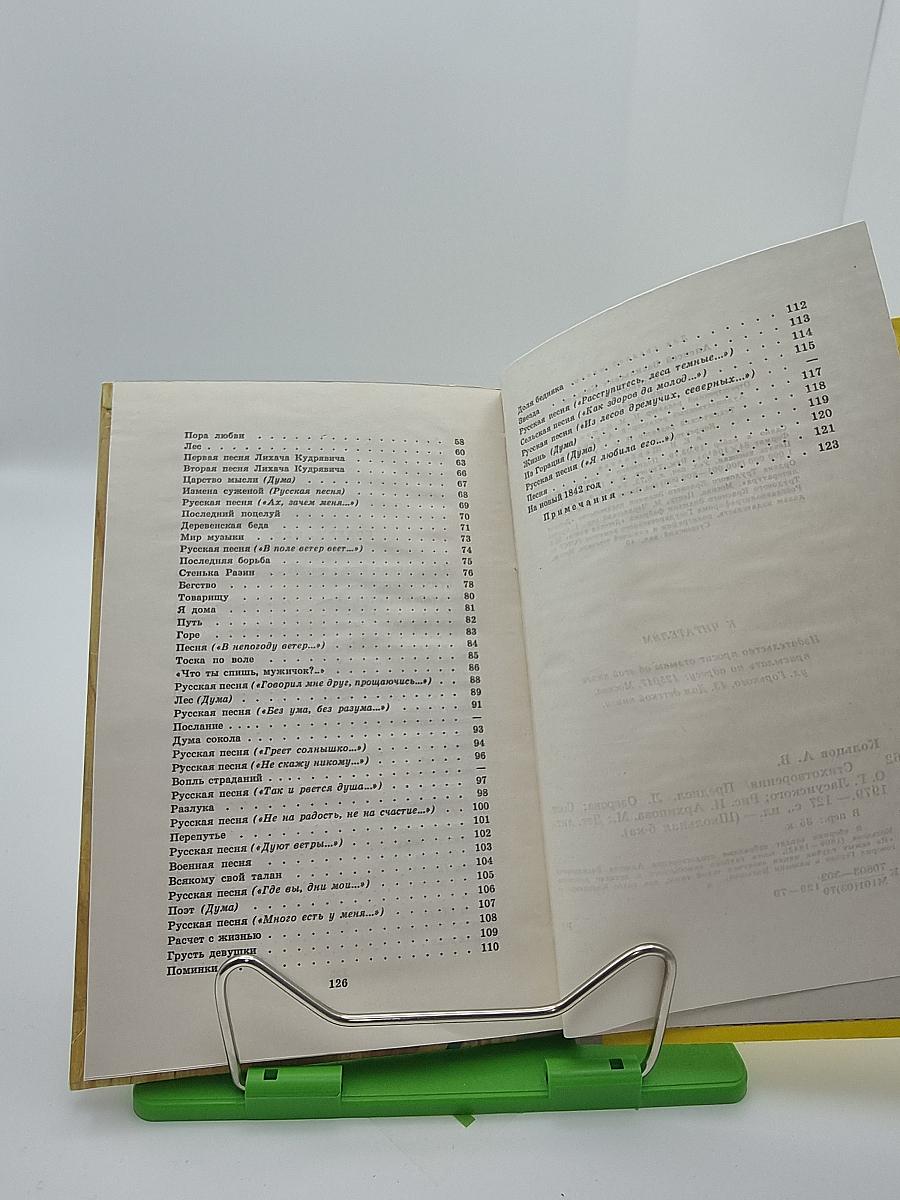 Пора любви . . . . 58
Лес . . . . 60
Первая песня Лихача Кудрявича . . . . 63
Вторая песня Лихача Кудрявича . . . . 66
Царство мысли (Дума) . . . . 67
Измена суженой (Русская песня) . . . . 68
Русская песня («Ах, зачем меня...») . . . . 69
Последний поцелуй . . . . 70
Деревенская беда . . . . 71
Мир музыки . . . . 73
Русская песня («В поле ветер веет...») . . . . 74
Последняя борьба . . . . 75
Стенька Разин . . . . 76
Бегство . . . . 78
Товарищу . . . . 80
Я дома . . . . 81
Путь . . . . 82
Горе . . . . 83
Песня («В непогоду ветер...») . . . . 84
Тоска по воле . . . . 85
«Что ты спишь, мужичок?..» . . . . 86
Русская песня («Говорил мне друг, прощаючись...») . . . . 88
Лес (Дума) . . . . 89
Русская песня («Без ума, без разума...») . . . . 91
Послание . . . . —
Дума сокола . . . . 93
Русская песня («Греет солнышко...») . . . . 94
Русская песня («Не скажу никому...») . . . . 96
Вопль страданий . . . . —
Русская песня («Так и рвется душа...») . . . . 97
Разлука . . . . 98
Русская песня («Не на радость, не на счастие...») . . . . 100
Перепутье . . . . 101
Русская песня («Дуют ветры...») . . . . 102
Военная песня . . . . 103
Всякому свой талан . . . . 104
Русская песня («Где вы, дни мои...») . . . . 105
Поэт (Дума) . . . . 106
Русская песня («Много есть у меня...») . . . . 107
Расчет с жизнью . . . . 108
Грусть девушки . . . . 109
Поминки . . . . 110
126
Доля бедняка . . . . 112
Звезда . . . . 113
Русская песня («Расступитесь, леса темные...») . . . . 114
Сельская песня («Как здоров да молод...») . . . . 115
Русская песня («Из лесов дремучих, северных...») . . . . —
Жизнь (Дума) . . . . 117
Из Горация (Дума) . . . . 118
Русская песня («Я любила его...») . . . . 119
Песня . . . . 120
На новый 1842 год . . . . 121
Примечания . . . . 123